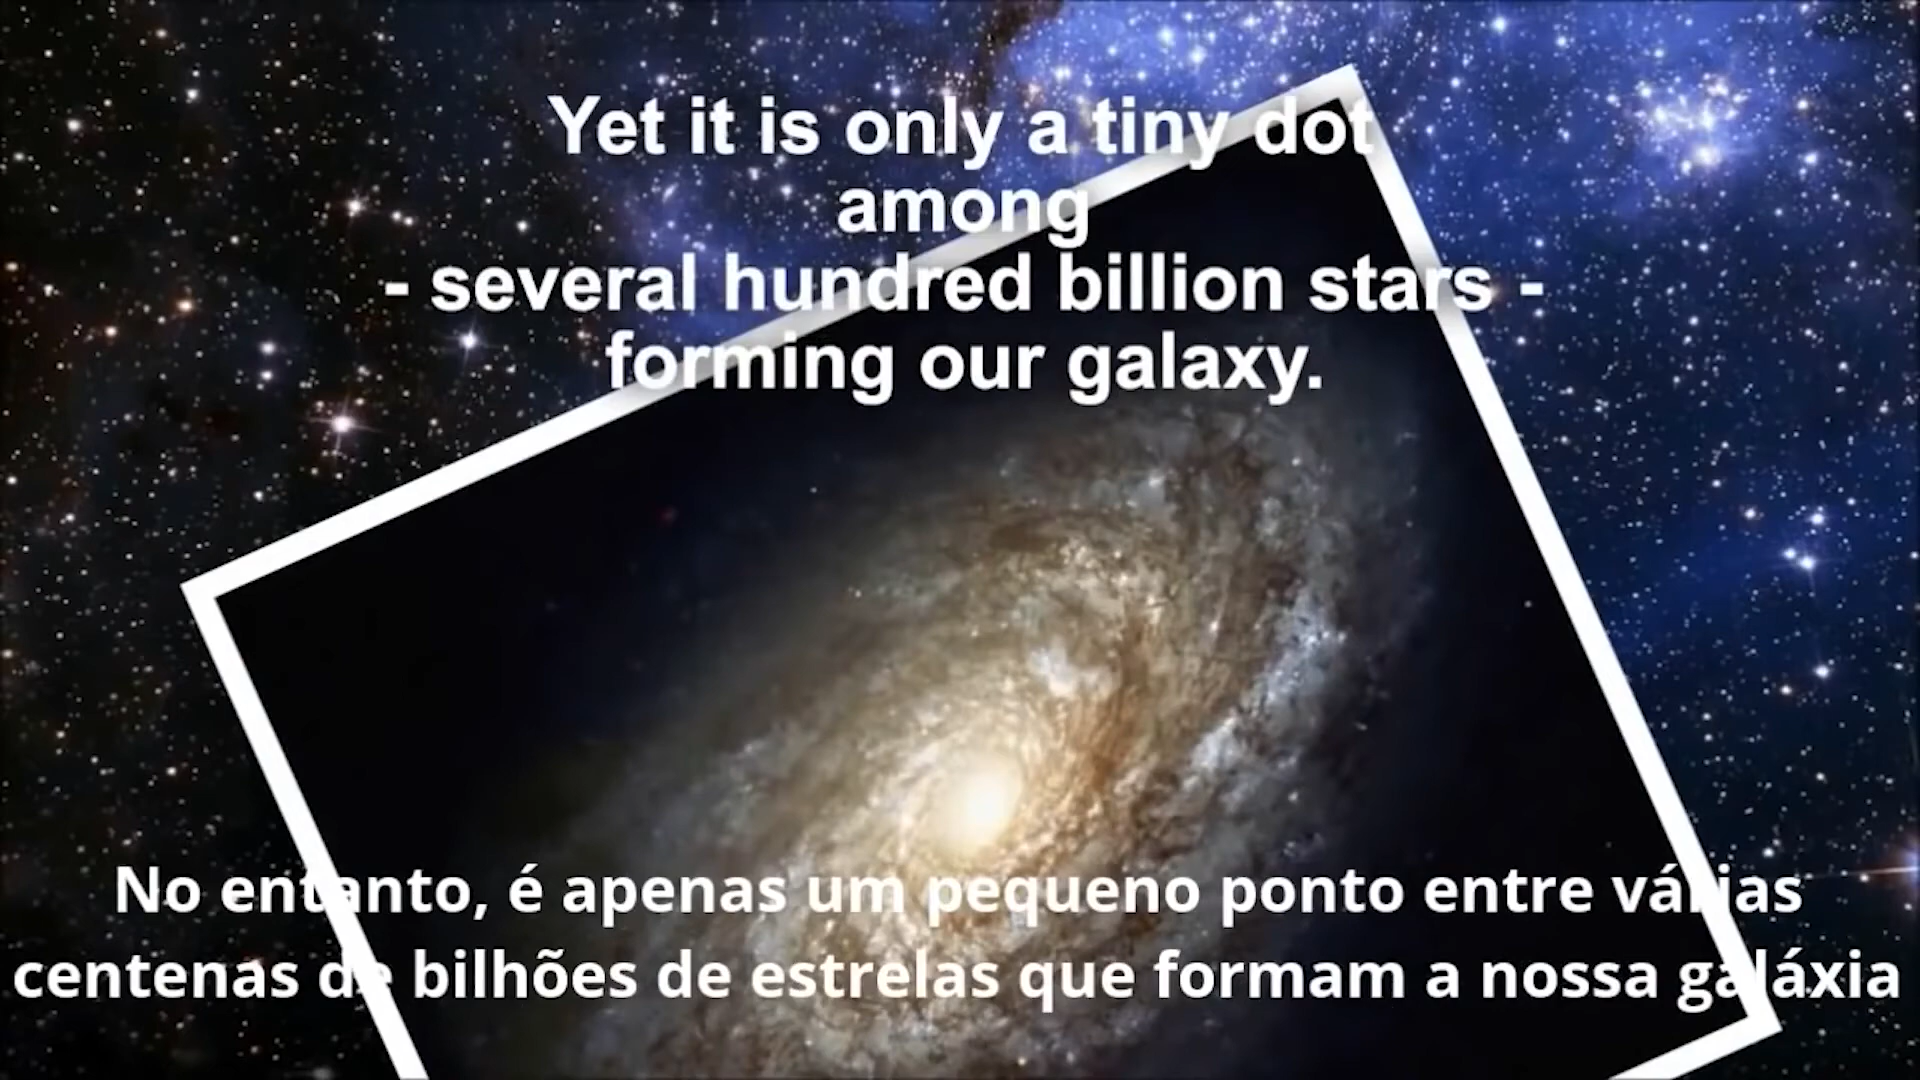 Yet it is only a tiny dot
among
- several hundred billion stars -
forming our galaxy.
No entanto, é apenas um pequeno ponto entre várias
centenas de bilhões de estrelas que formam a nossa galáxia